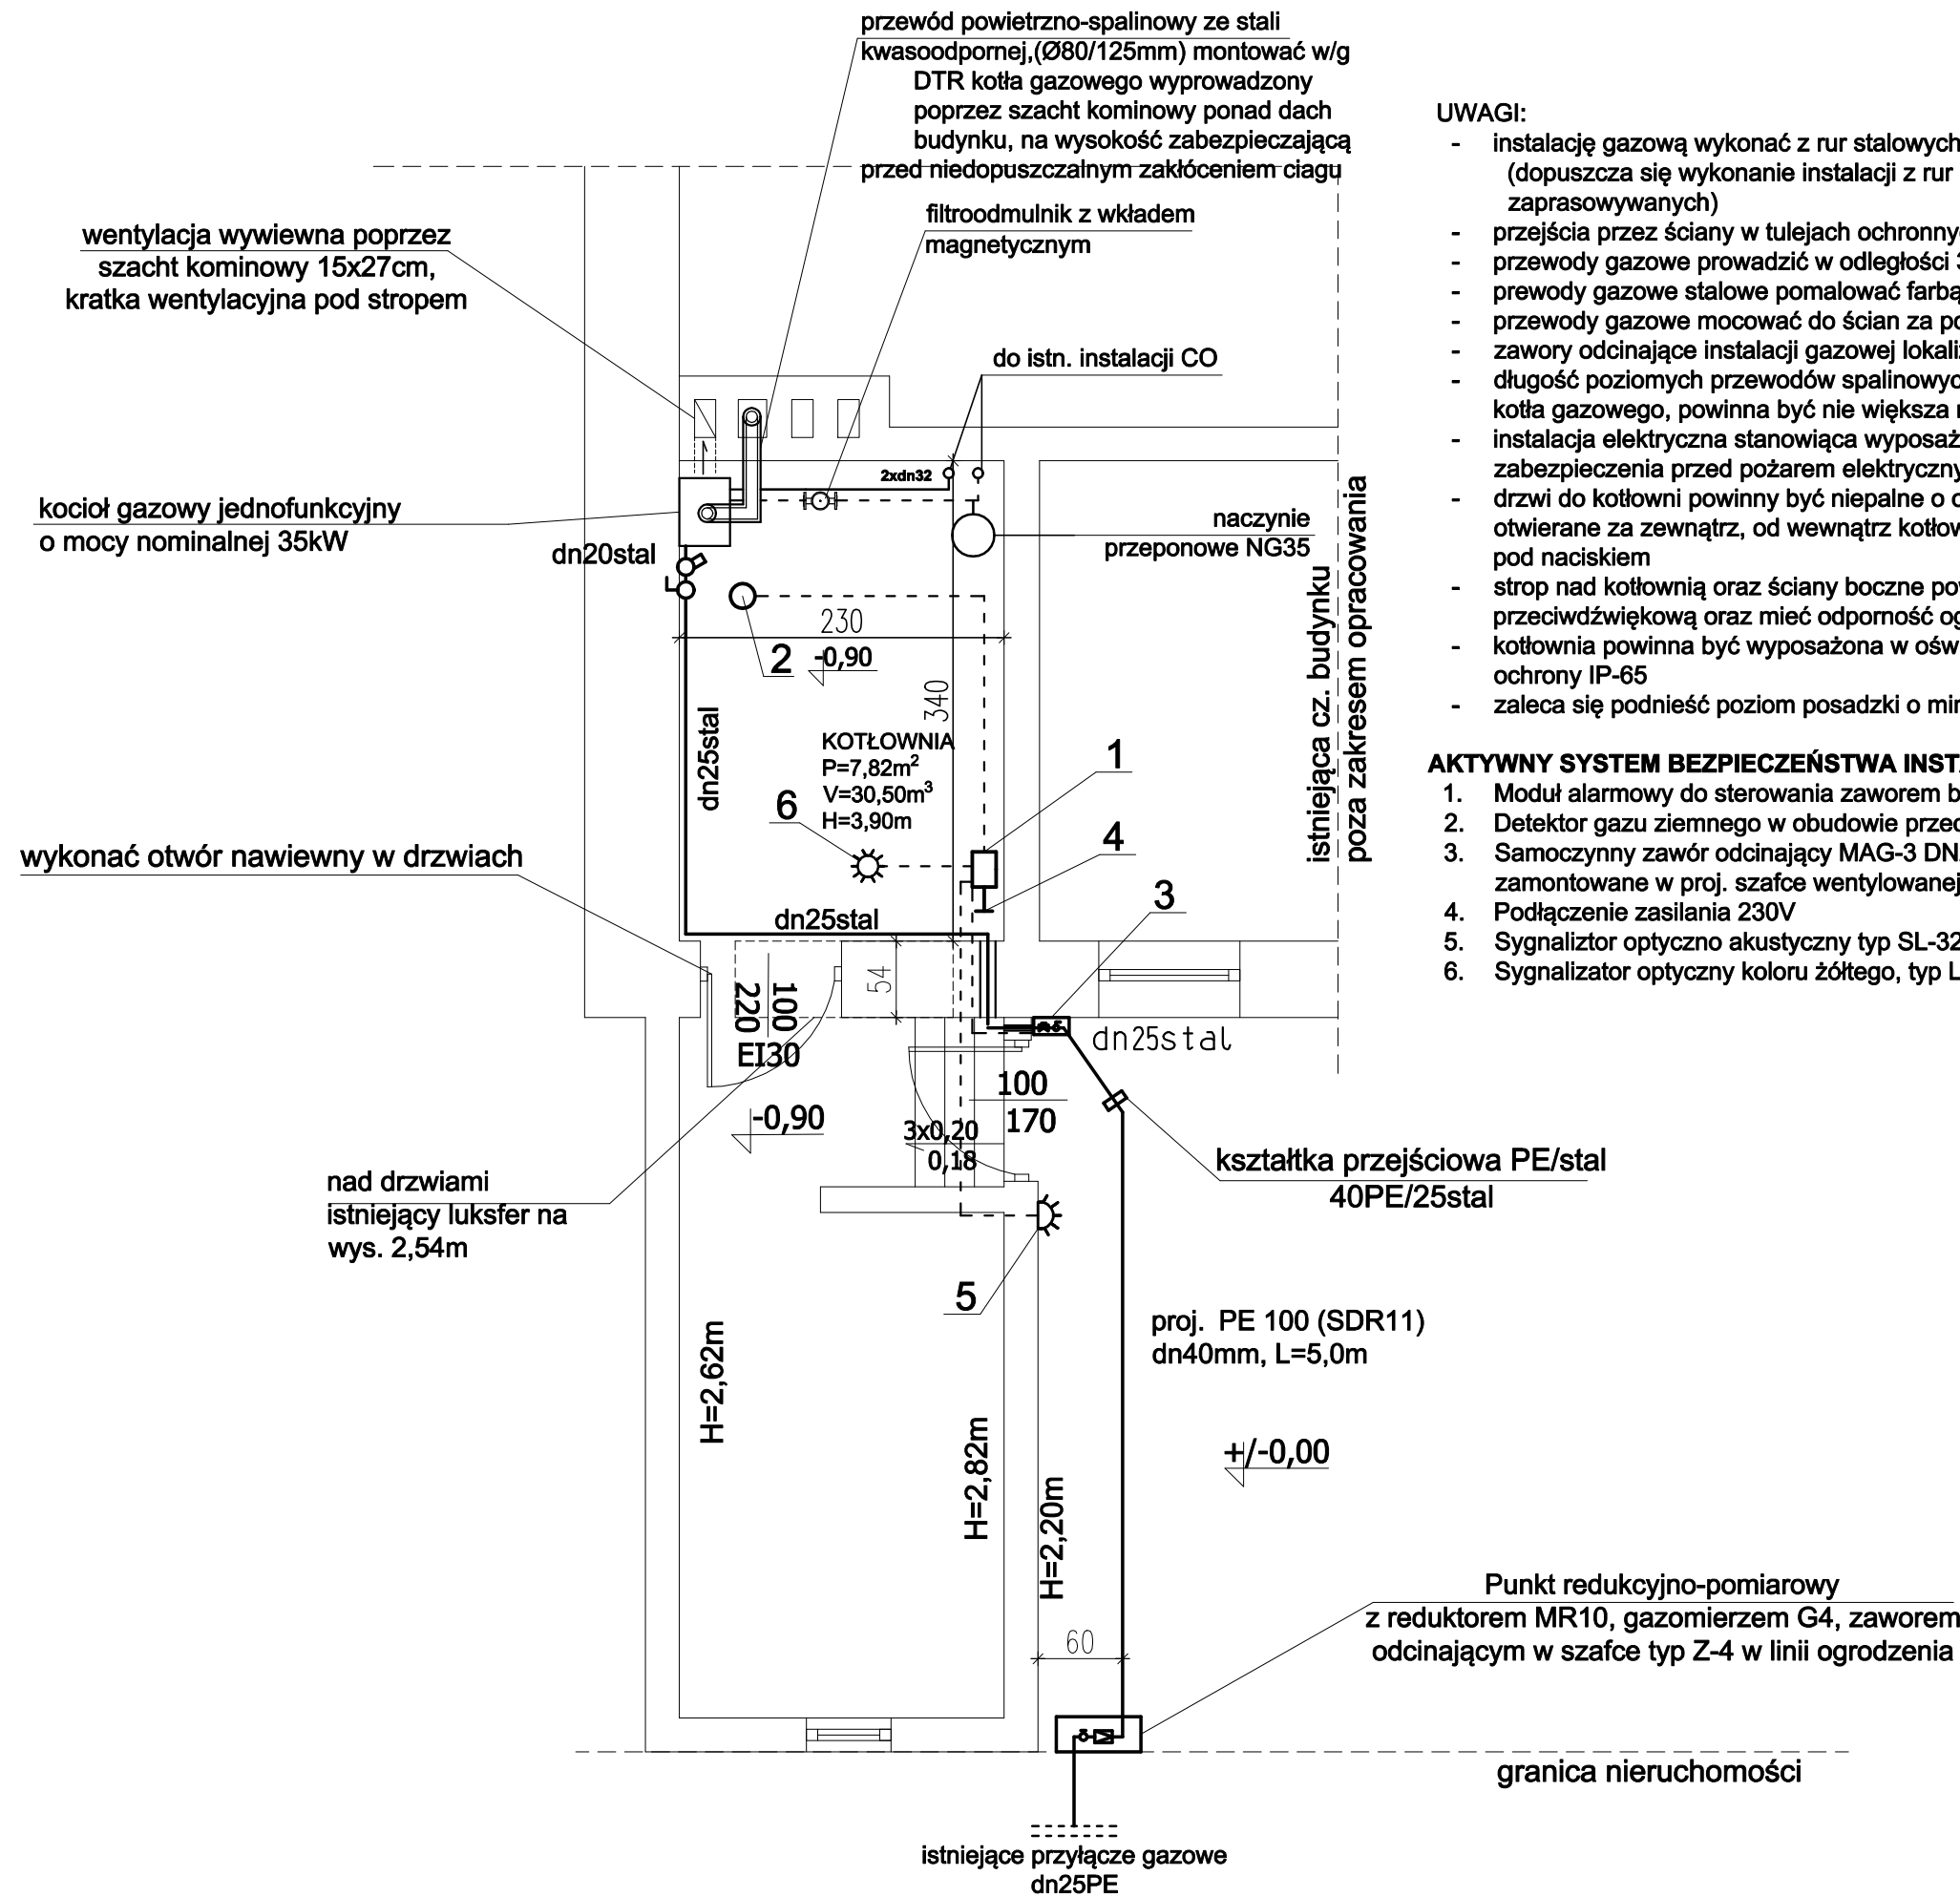 przewód powietrzno-spalinowy ze stali
kwasoodpornej,(Ø80/125mm) montować w/g
DTR kotła gazowego wyprowadzony
poprzez szacht kominowy ponad dach
budynku, na wysokość zabezpieczającą
przed niedopuszczalnym zakłóceniem ciagu
filtroodmulnik z wkładem
magnetycznym
wentylacja wywiewna poprzez
szacht kominowy 15x27cm,
kratka wentylacyjna pod stropem
do istn. instalacji CO
2xdn32
kocioł gazowy jednofunkcyjny
o mocy nominalnej 35kW
dn20stal
naczynie
przeponowe NG35
230
2
-0,90
340
dn25stal
KOTŁOWNIA
P=7,82m²
V=30,50m³
H=3,90m
6
1
4
3
istniejąca cz. budynku
poza zakresem opracowania
wykonać otwór nawiewny w drzwiach
dn25stal
54
100
220
EI30
dn25stal
100
170
-0,90
3x0,20
0,18
kształtka przejściowa PE/stal
40PE/25stal
nad drzwiami
istniejący luksfer na
wys. 2,54m
5
proj. PE 100 (SDR11)
dn40mm, L=5,0m
H=2,62m
H=2,82m
H=2,20m
+/-0,00
60
Punkt redukcyjno-pomiarowy
z reduktorem MR10, gazomierzem G4, zaworem
odcinającym w szafce typ Z-4 w linii ogrodzenia
granica nieruchomości
istniejące przyłącze gazowe
dn25PE
UWAGI:
- instalację gazową wykonać z rur stalowych
(dopuszcza się wykonanie instalacji z rur
zaprasowywanych)
- przejścia przez ściany w tulejach
- przewody gazowe prowadzić w odległości
- prewody gazowe stalowe pomalować farbą
- przewody gazowe mocować do ścian za
- zawory odcinające instalacji gazowej
- długość poziomych przewodów
kotła gazowego, powinna być nie większa
- instalacja elektryczna stanowiąca
zabezpieczenia przed pożarem
- drzwi do kotłowni powinny być niepalne o
otwierane za zewnątrz, od wewnątrz
pod naciskiem
- strop nad kotłownią oraz ściany boczne
przeciwdźwiękową oraz mieć odporność
- kotłownia powinna być wyposażona w
ochrony IP-65
- zaleca się podnieść poziom posadzki o
AKTYWNY SYSTEM BEZPIECZEŃSTWA
1. Moduł alarmowy do sterowania zaworem
2. Detektor gazu ziemnego w obudowie
3. Samoczynny zawór odcinający MAG-3
zamontowane w proj. szafce wentylowanej
4. Podłączenie zasilania 230V
5. Sygnaliztor optyczno akustyczny typ SL-32
6. Sygnalizator optyczny koloru żółtego, typ